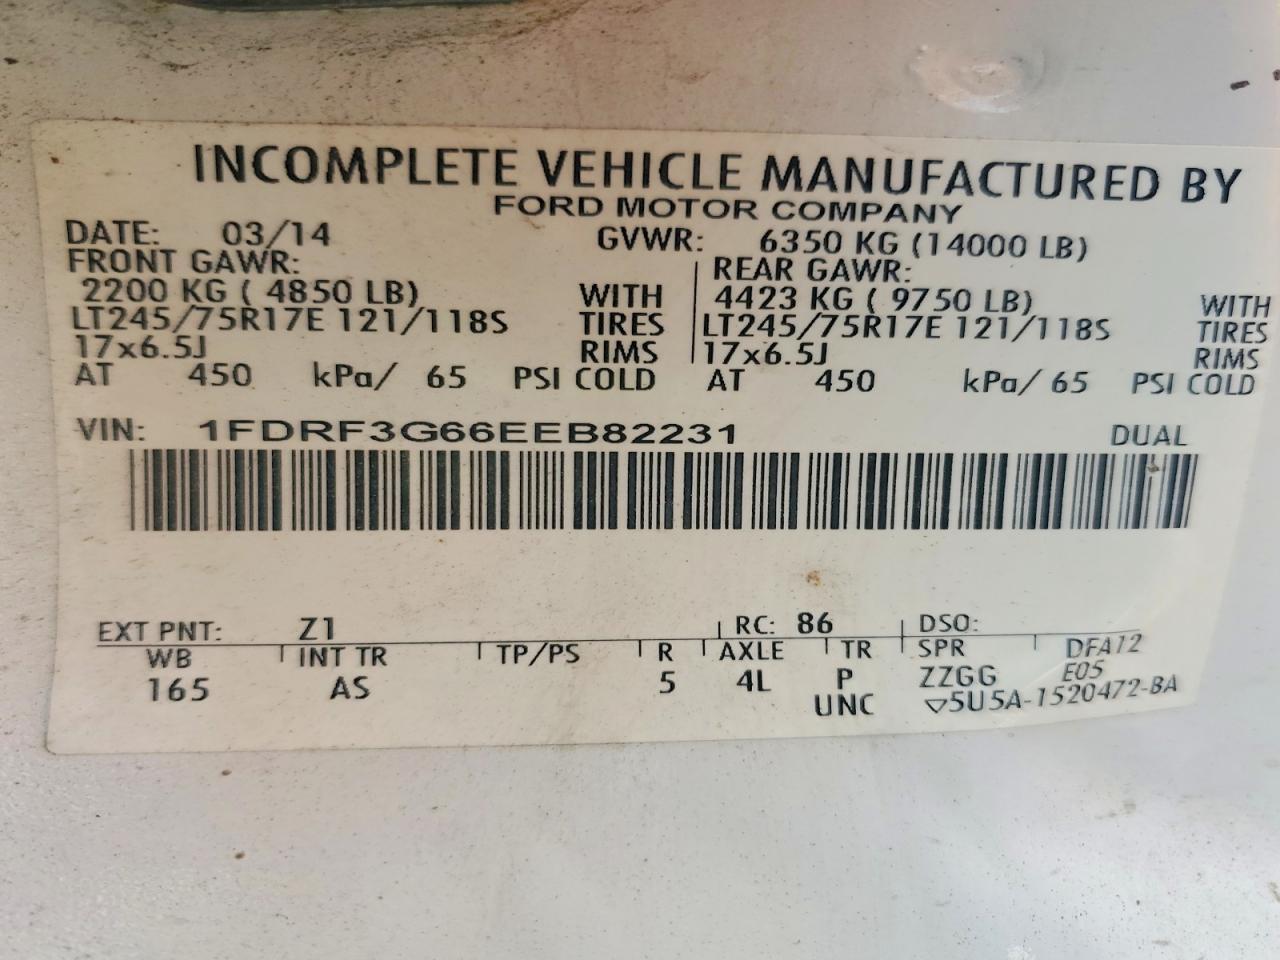 INCOMPLETE VEHICLE MANUFACTURED BY
FORD MOTOR COMPANY
DATE: 03/14 GVWR: 6350 KG (14000 LB)
FRONT GAWR: REAR GAWR:
2200 KG ( 4850 LB) WITH 4423 KG ( 9750 LB) WITH
LT245/75R17E 121/118S TIRES LT245/75R17E 121/118S TIRES
17x6.5J RIMS 17x6.5J RIMS
AT 450 kPa/ 65 PSI COLD AT 450 kPa/ 65 PSI COLD
VIN: 1FDRF3G66EEB82231 DUAL
EXT PNT: Z1 RC: 86 DSO:
WB INT TR TP/PS R AXLE TR SPR DFA12
165 AS 5 4L P ZZGG E05
UNC ▽5U5A-1520472-BA